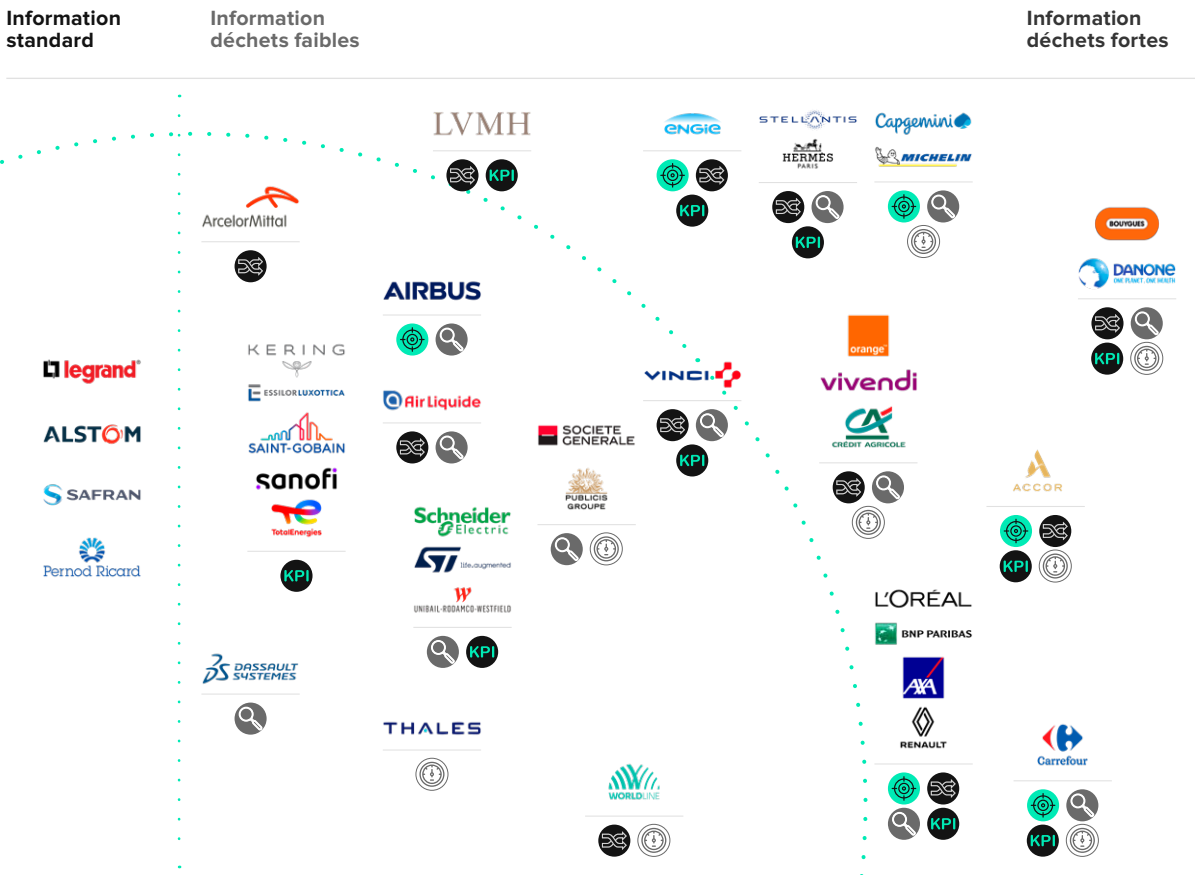 Information
standard
Information
déchets faibles
Information
déchets fortes
legrand
ALSTOM
SAFRAN
Pernod Ricard
ArcelorMittal
KERING
ESSILORLUXOTTICA
SAINT-GOBAIN
sanofi
TotalEnergies
KPI
DASSAULT
SYSTEMES
LVMH
KPI
AIRBUS
Air Liquide
Schneider
Electric
ST life.augmented
UNIBAIL-RODAMCO-WESTFIELD
KPI
THALES
SOCIETE
GENERALE
PUBLICIS
GROUPE
WORLDLINE
ENGIE
KPI
VINCI
KPI
STELLANTIS
HERMÈS
PARIS
KPI
Capgemini
MICHELIN
orange™
vivendi
CA
CRÉDIT AGRICOLE
L'ORÉAL
BNP PARIBAS
AXA
RENAULT
KPI
BOUYGUES
DANONE
ONE PLANET. ONE HEALTH
KPI
ACCOR
KPI
Carrefour
KPI